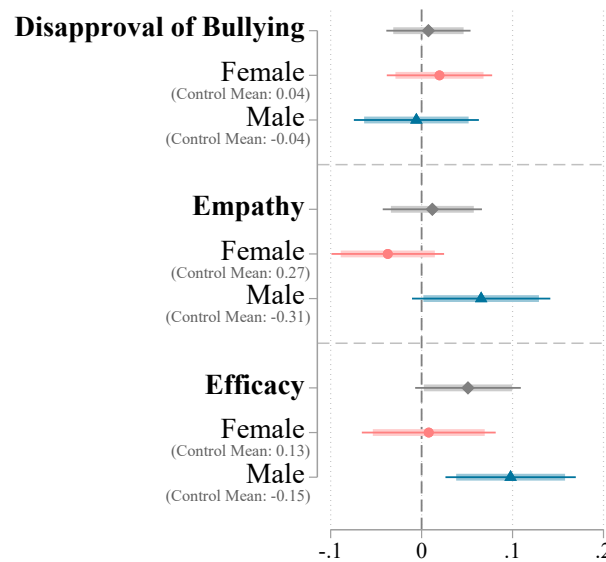 Disapproval of Bullying
Female
(Control Mean: 0.04)
Male
(Control Mean: -0.04)
Empathy
Female
(Control Mean: 0.27)
Male
(Control Mean: -0.31)
Efficacy
Female
(Control Mean: 0.13)
Male
(Control Mean: -0.15)
-.1 0 .1 .2